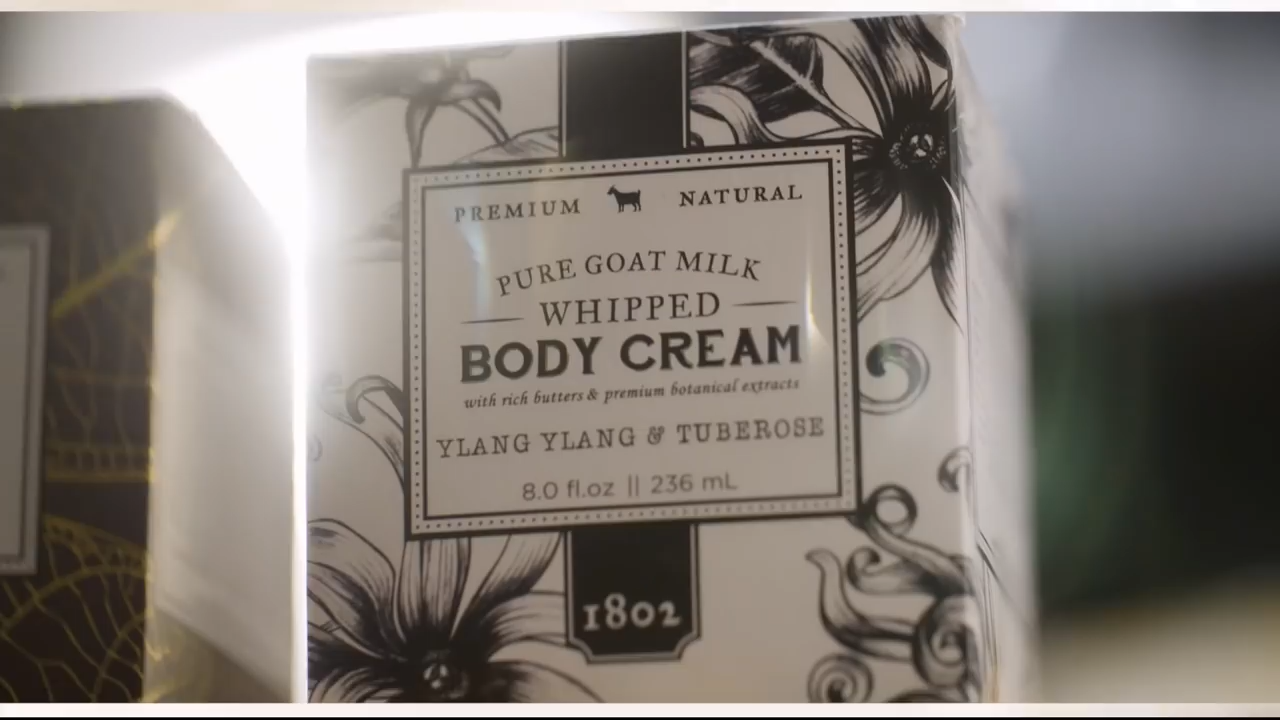 PREMIUM NATURAL
PURE GOAT MILK
WHIPPED
BODY CREAM
with rich butters & premium botanical extracts
YLANG YLANG & TUBEROSE
8.0 fl.oz || 236 mL
1802